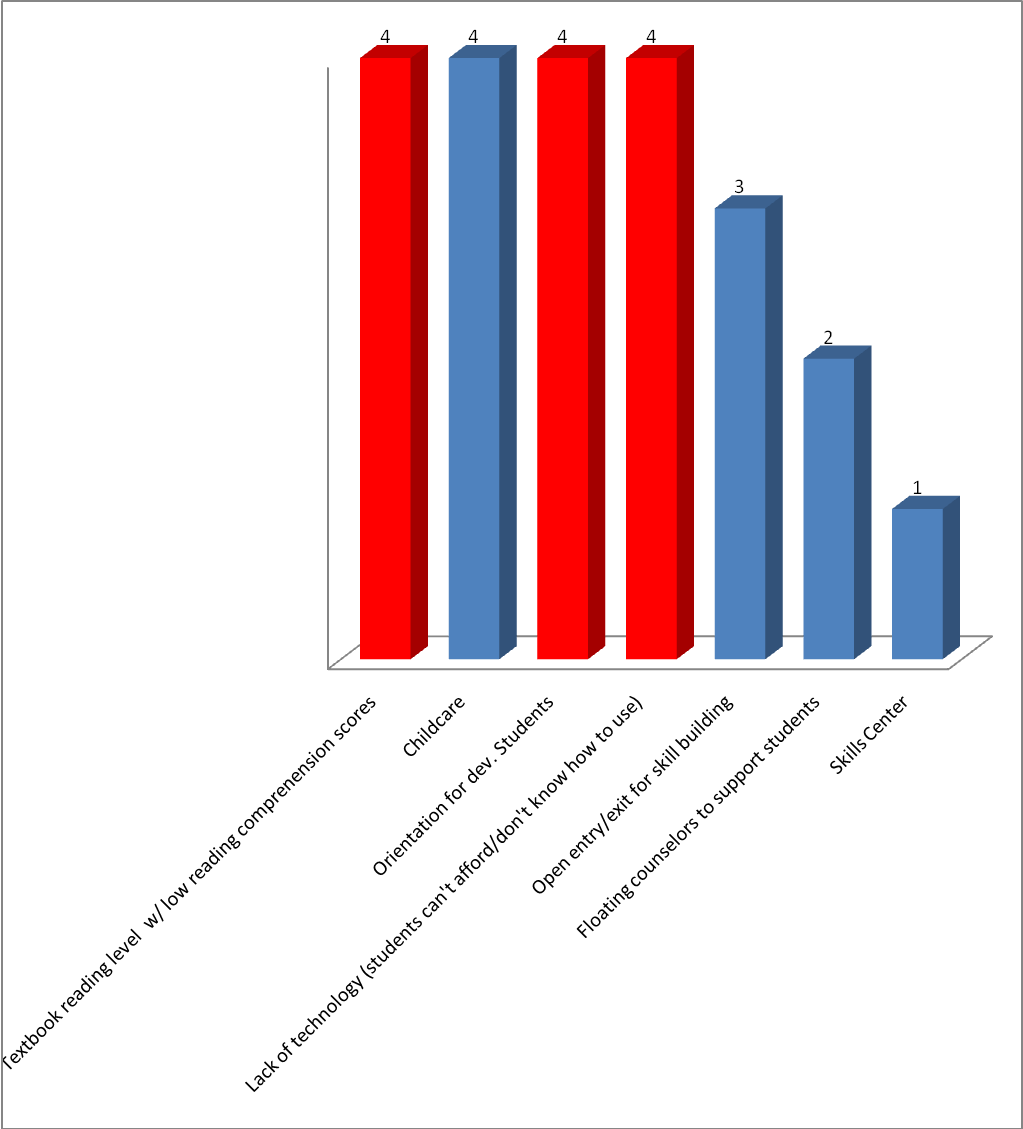 4
4
4
4
3
2
1
Textbook reading level  w/ low reading comprenension scores
Childcare
Orientation for dev. Students
Lack of technology (students can't afford/don't know how to use)
Open entry/exit for skill building
Floating counselors to support students
Skills Center